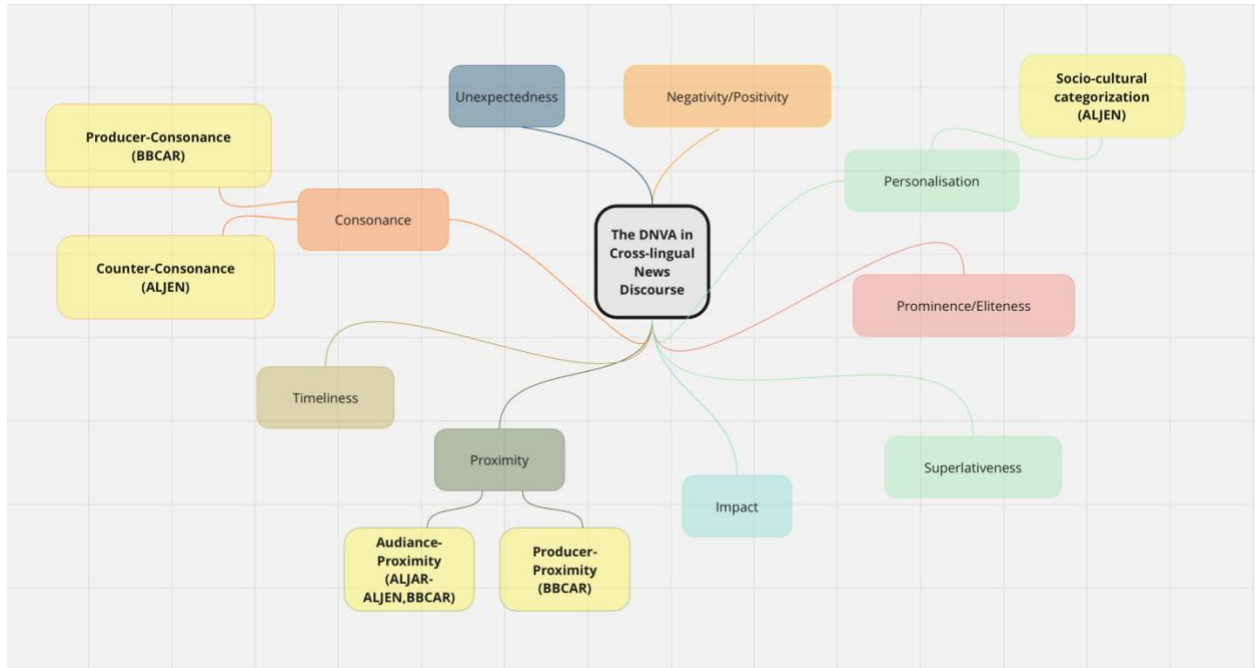 Unexpectedness
Negativity/Positivity
Socio-cultural
categorization
(ALJEN)
Producer-Consonance
(BBCAR)
Personalisation
Consonance
The DNVA in
Cross-lingual
News
Discourse
Counter-Consonance
(ALJEN)
Prominence/Eliteness
Timeliness
Proximity
Superlativeness
Impact
Audiance-
Proximity
(ALJAR-
ALJEN,BBCAR)
Producer-
Proximity
(BBCAR)